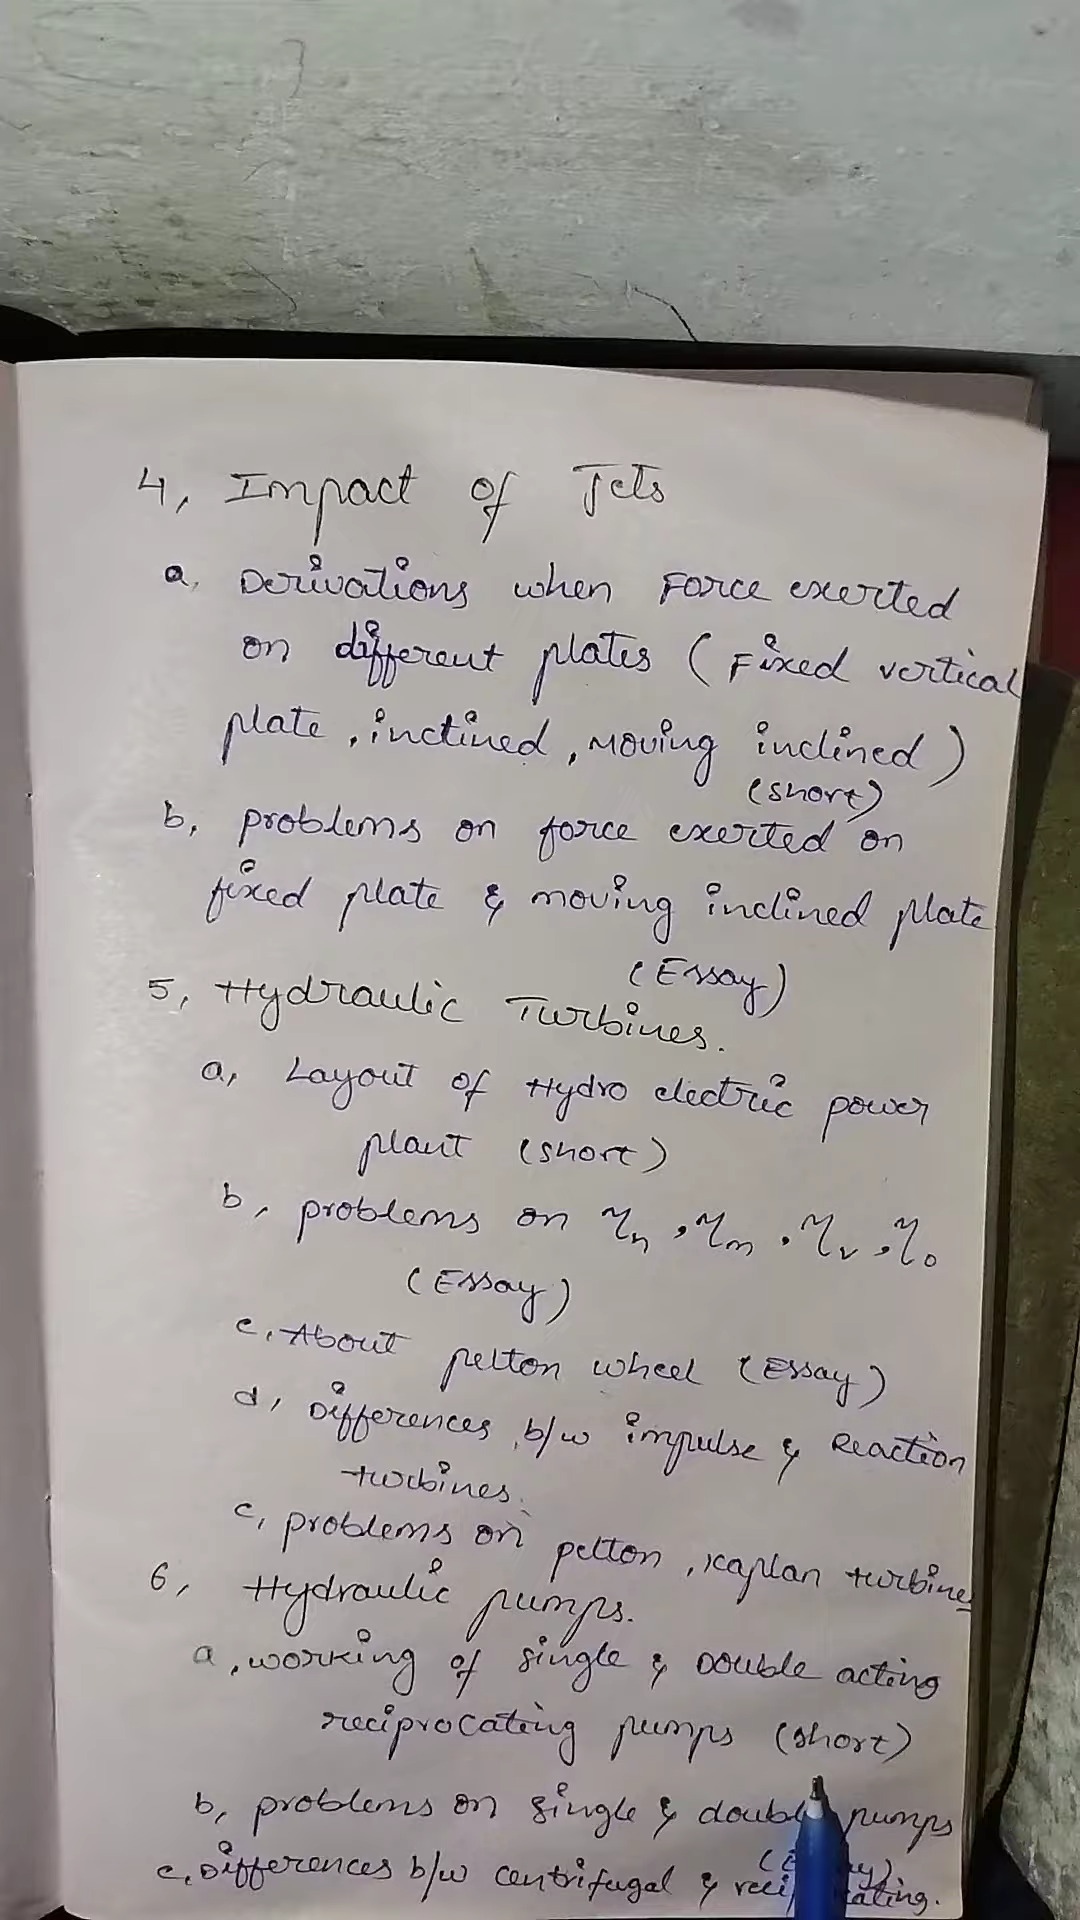 4, Impact of Jets
a, Derivations when Force exerted
on different plates ( Fixed vertical
plate, inclined, Moving inclined )
(short)
b, problems on force exerted on
fixed plate & moving inclined plate
(Essay)
5, Hydraulic Turbines.
a, Layout of Hydro electric power
plant (short)
b, problems on ηh, ηm, ηv, ηo
(Essay)
c, About pelton wheel (Essay)
d, Differences b/w impulse & Reaction
turbines.
e, problems on pelton, kaplan turbines
6, Hydraulic pumps.
a, working of single & Double acting
reciprocating pumps (short)
b, problems on single & double pumps
c, Differences b/w centrifugal &